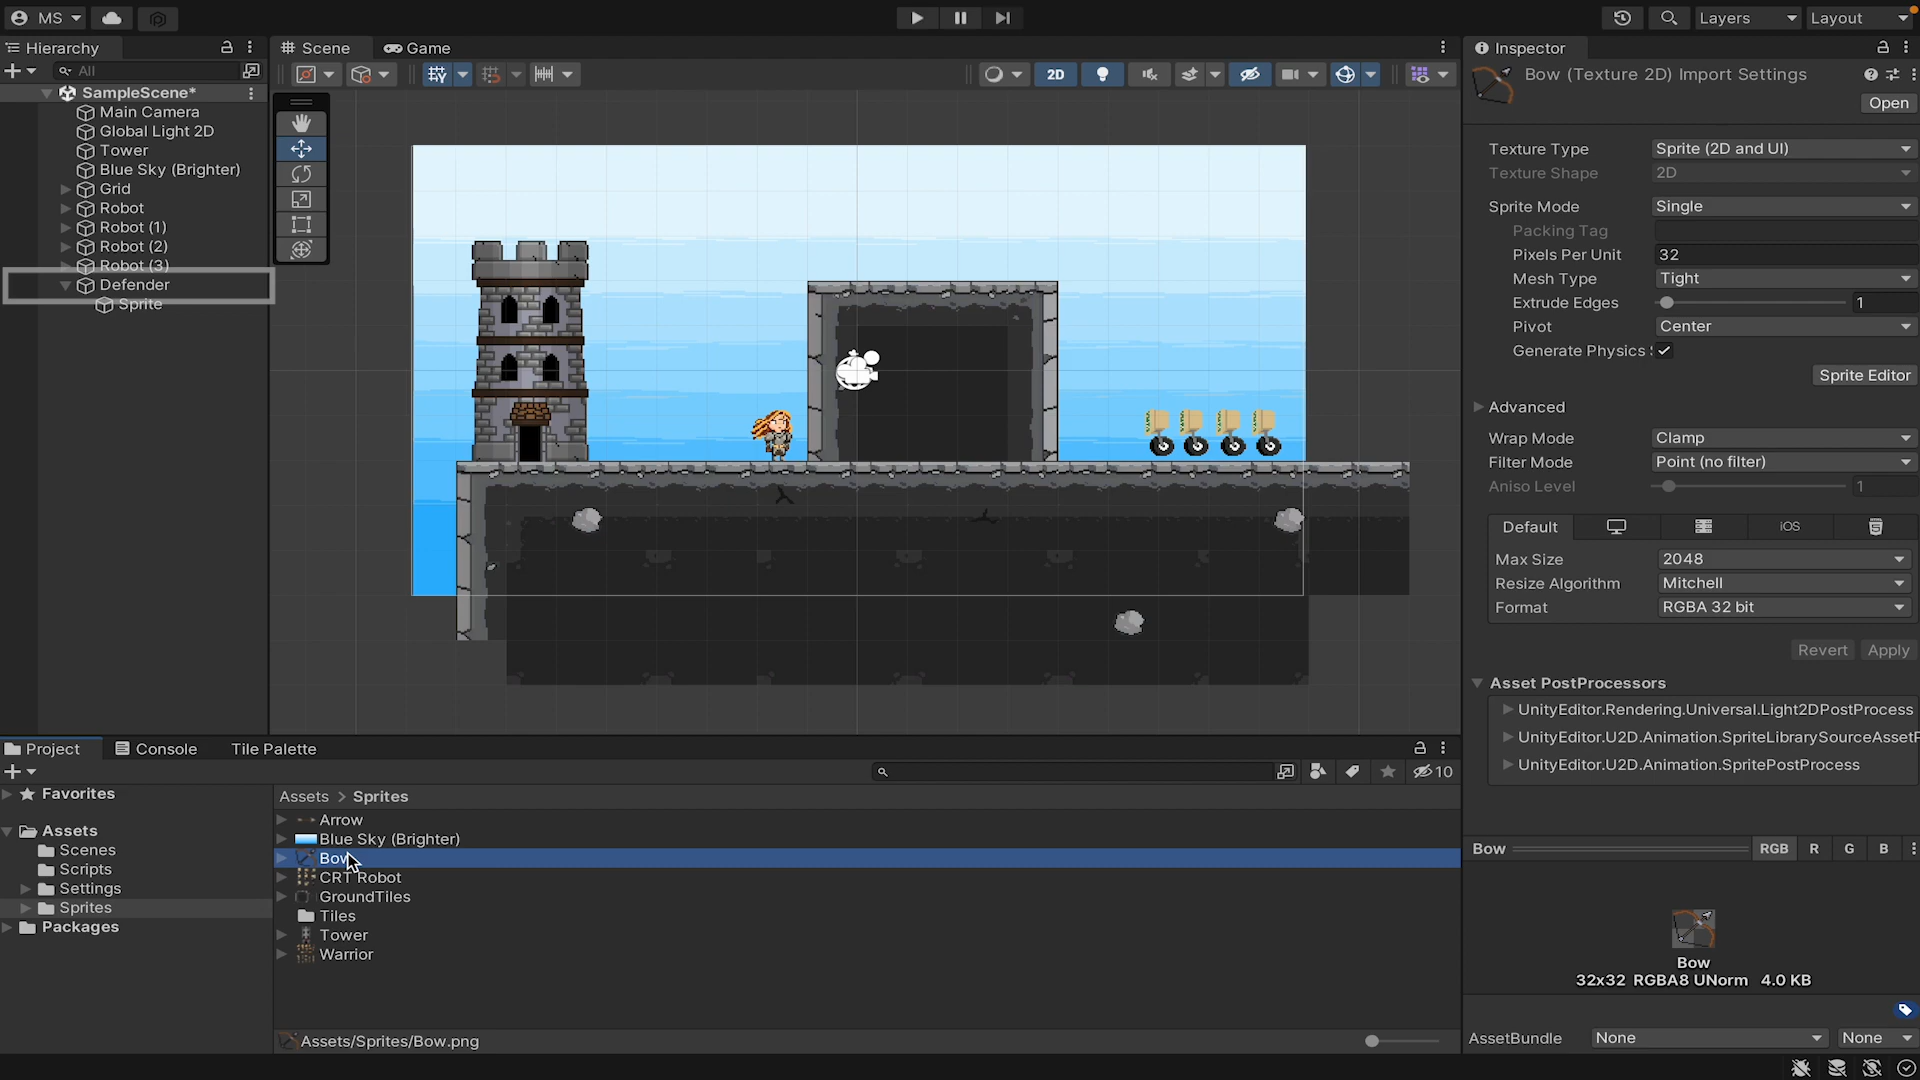 MS
Layers
Layout
Hierarchy
Scene
Game
Inspector
All
2D
Bow (Texture 2D) Import Settings
Open
SampleScene*
Main Camera
Global Light 2D
Tower
Blue Sky (Brighter)
Grid
Robot
Robot (1)
Robot (2)
Robot (3)
Defender
Sprite
Texture Type
Sprite (2D and UI)
Texture Shape
2D
Sprite Mode
Single
Packing Tag
Pixels Per Unit
32
Mesh Type
Tight
Extrude Edges
1
Pivot
Center
Generate Physics
Sprite Editor
Advanced
Wrap Mode
Clamp
Filter Mode
Point (no filter)
Aniso Level
1
Default
iOS
Max Size
2048
Resize Algorithm
Mitchell
Format
RGBA 32 bit
Revert
Apply
Asset PostProcessors
UnityEditor.Rendering.Universal.Light2DPostProcess
UnityEditor.U2D.Animation.SpriteLibrarySourceAssetP
UnityEditor.U2D.Animation.SpritePostProcess
Project
Console
Tile Palette
10
Favorites
Assets
Scenes
Scripts
Settings
Sprites
Packages
Assets > Sprites
Arrow
Blue Sky (Brighter)
Bow
CRT Robot
GroundTiles
Tiles
Tower
Warrior
Assets/Sprites/Bow.png
Bow
RGB
R
G
B
Bow
32x32 RGBA8 UNorm 4.0 KB
AssetBundle
None
None